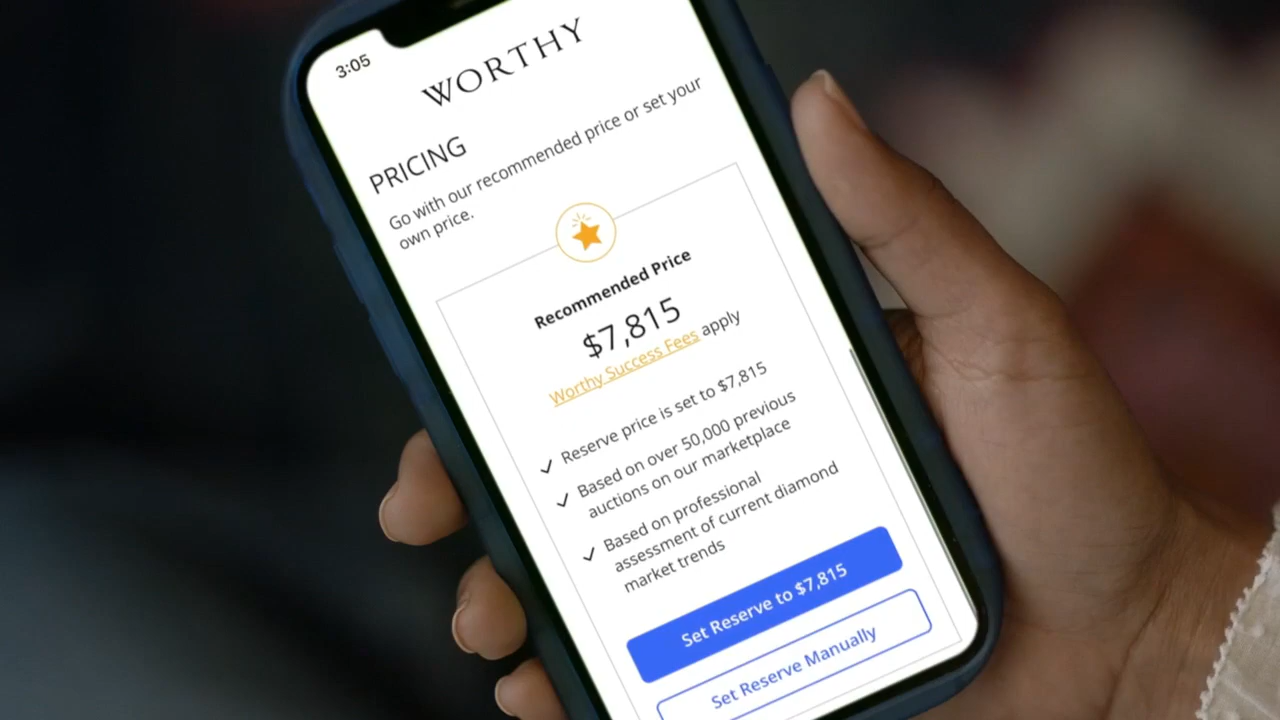 3:05
WORTHY
PRICING
Go with our recommended price or set your
own price.
Recommended Price
$7,815
Worthy Success Fees apply
Reserve price is set to $7,815
Based on over 50,000 previous
auctions on our marketplace
Based on professional
assessment of current diamond
market trends
Set Reserve to $7,815
Set Reserve Manually